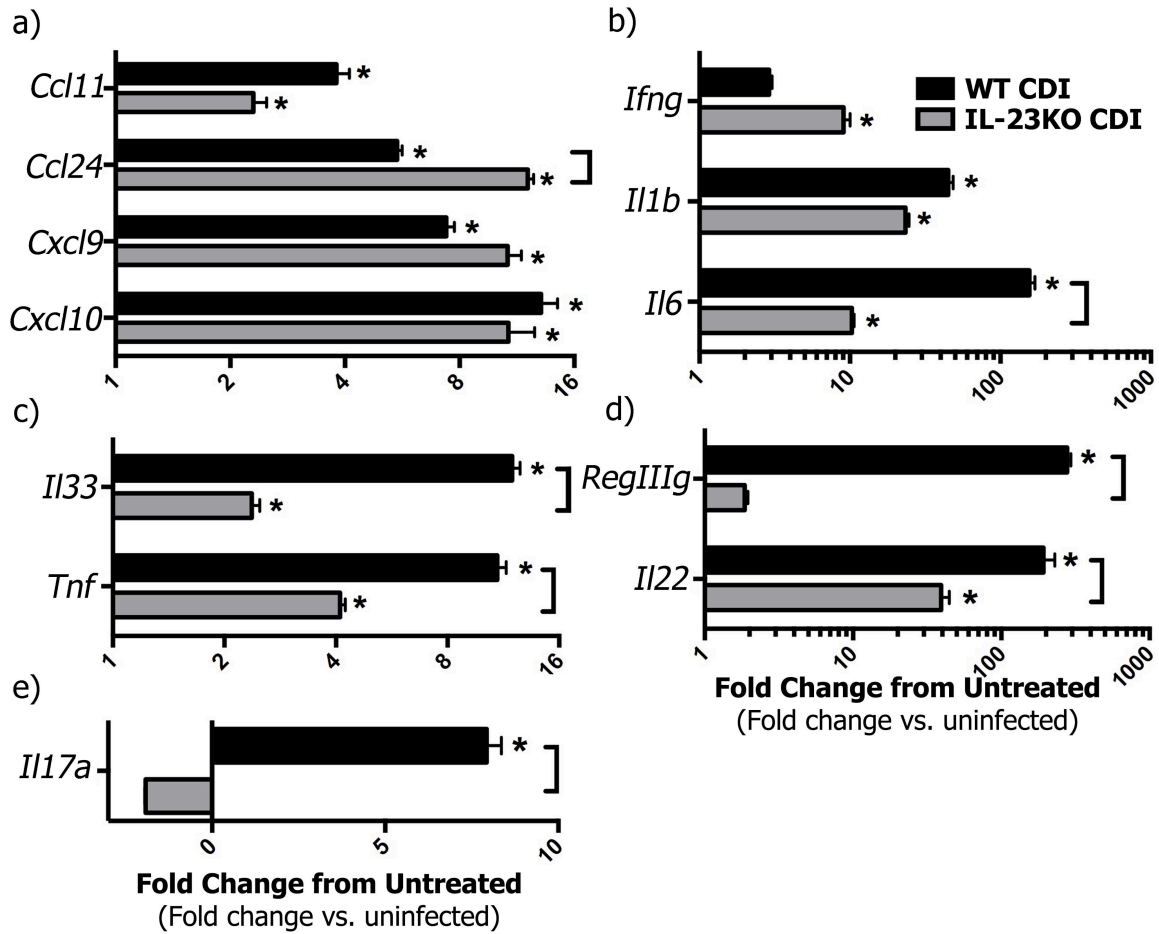 a)
Ccl11
*
*
Ccl24
*
*
Cxcl9
*
*
Cxcl10
*
*
1 2 4 8 16
b)
Ifng
*
WT CDI
IL-23KO CDI
Il1b
*
*
Il6
*
*
1 10 100 1000
c)
Il33
*
*
Tnf
*
*
1 2 4 8 16
d)
RegIIIg
*
Il22
*
*
1 10 100 1000
Fold Change from Untreated
(Fold change vs. uninfected)
e)
Il17a
*
0 5 10
Fold Change from Untreated
(Fold change vs. uninfected)